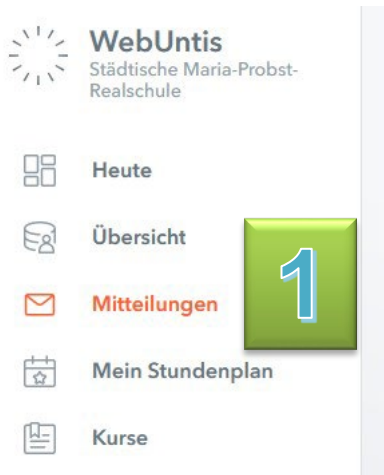 WebUntis
Städtische Maria-Probst-
Realschule
Heute
Übersicht
Mitteilungen
1
Mein Stundenplan
Kurse